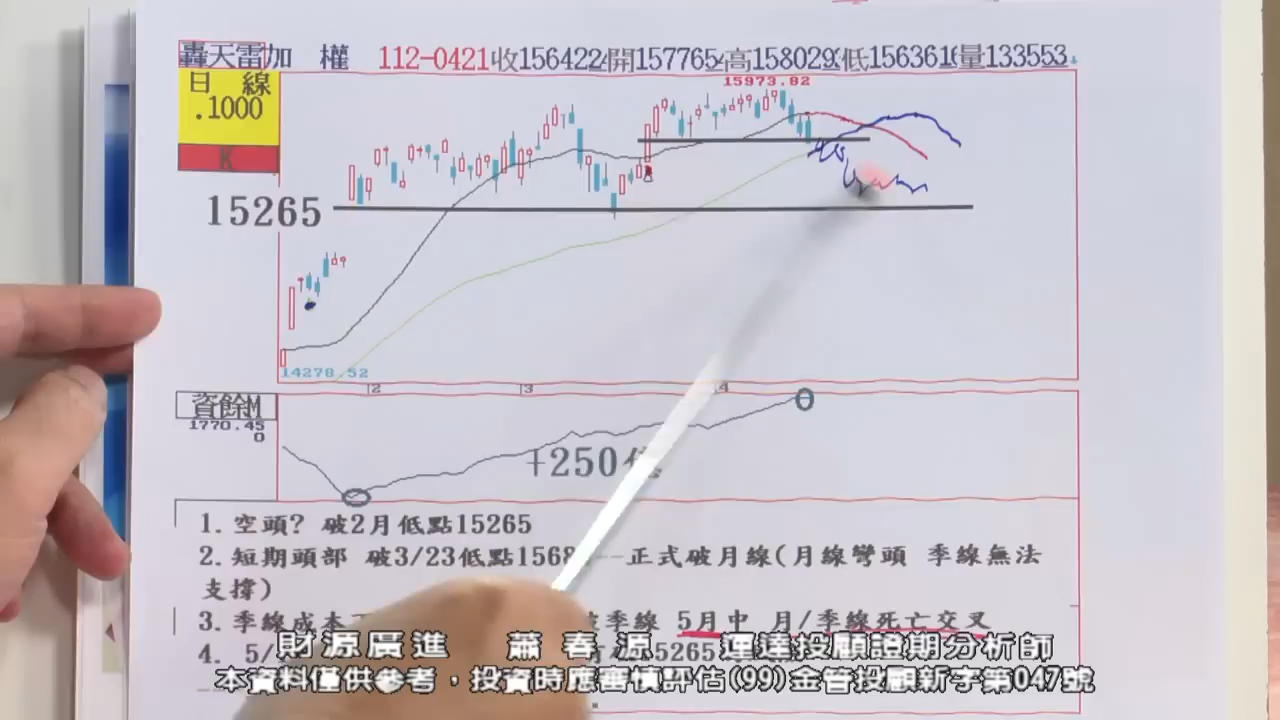 轟天雷加 權 112-0421收156422開157765高158029低156361量133553
日 線
.1000
K
15973.82
15265
14278.52
2 3 4
資餘M
1770.45
0
+250
1. 空頭? 破2月低點15265
2. 短期頭部 破3/23低點1568 正式破月線(月線彎頭 季線無法
支撐)
3. 季線成本 季線 5月中 月/季線死亡交叉
4. 5/ 5265
財源廣進 蕭春源 運達投顧證期分析師
本資料僅供參考，投資時應審慎評估(99)金管投顧新字第047號